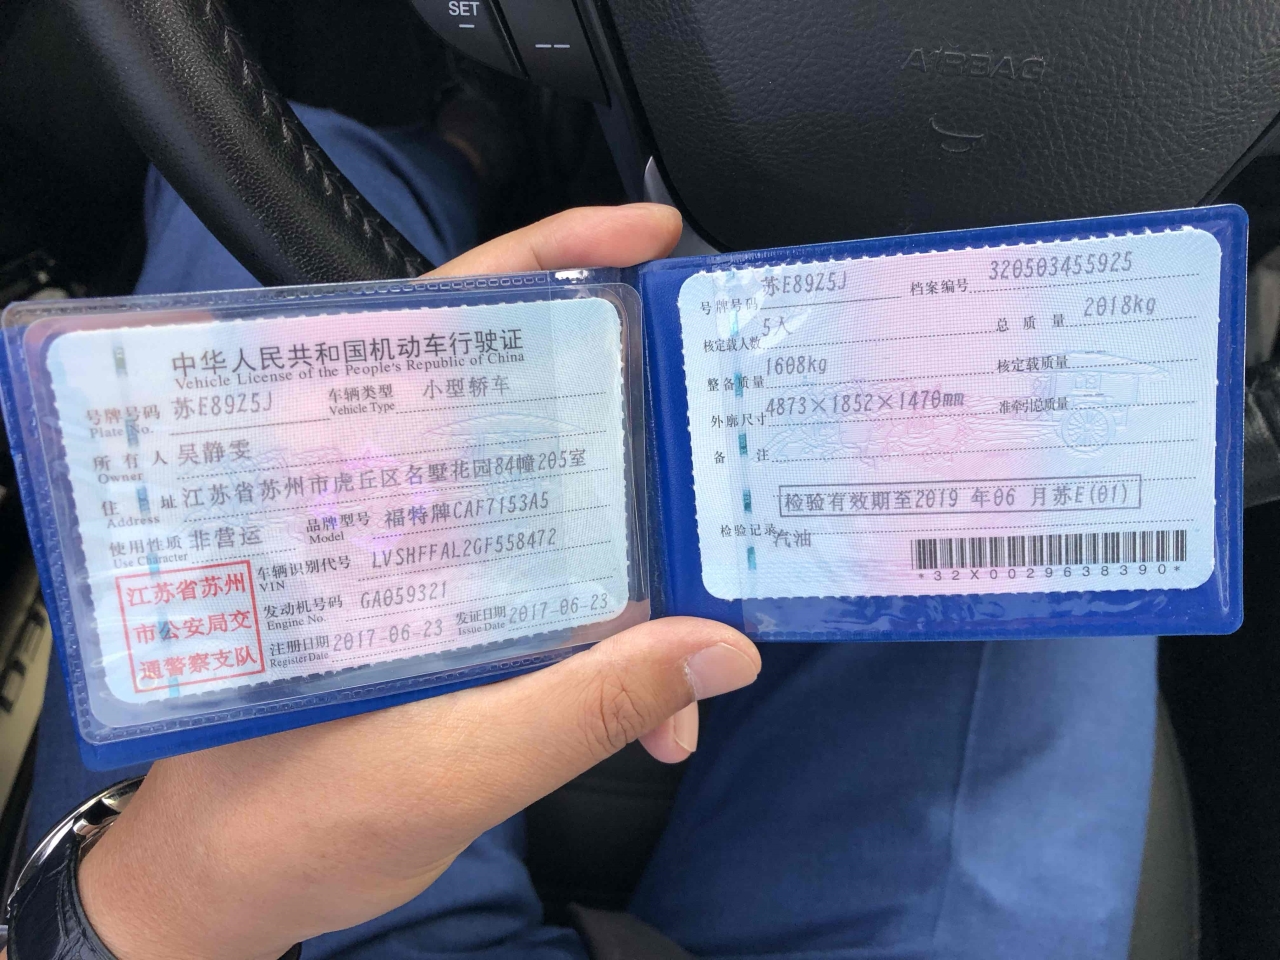 SET
AIRBAG
中华人民共和国机动车行驶证
Vehicle License of the People's Republic of China
号牌号码 苏E89Z5J 车辆类型 小型轿车
Plate No. Vehicle Type
所有人 吴静雯
Owner
住址 江苏省苏州市虎丘区名墅花园84幢205室
Address
使用性质 非营运 品牌型号 福特牌CAF7153A5
Use Character Model
车辆识别代号 LVSHFFAL2GF558472
VIN
发动机号码 GA059321
Engine No.
注册日期 2017-06-23 发证日期 2017-06-23
Register Date Issue Date
江苏省苏州
市公安局交
通警察支队
号牌号码 苏E89Z5J 档案编号 320503455925
核定载人数 5人 总质量 2018kg
整备质量 1608kg 核定载质量
外廓尺寸 4873×1852×1470mm 准牵引总质量
备注
检验有效期至2019 年06 月苏E(01)
检验记录
汽油
*32X0029638390*